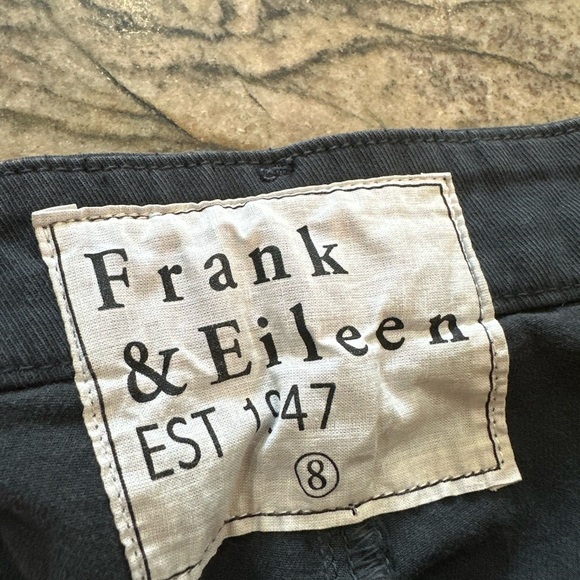 Frank
& Eileen
EST 1947
8